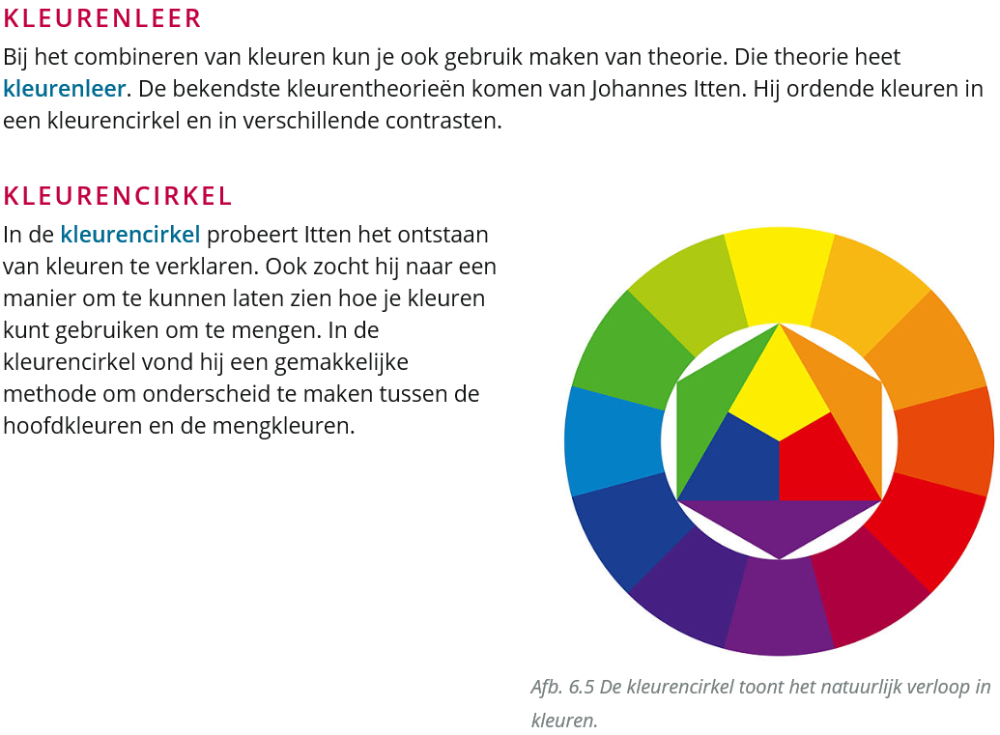 KLEURENLEER
Bij het combineren van kleuren kun je ook gebruik maken van theorie. Die theorie heet
kleurenleer. De bekendste kleurentheorieën komen van Johannes Itten. Hij ordende kleuren in
een kleurencirkel en in verschillende contrasten.
KLEURENCIRKEL
In de kleurencirkel probeert Itten het ontstaan
van kleuren te verklaren. Ook zocht hij naar een
manier om te kunnen laten zien hoe je kleuren
kunt gebruiken om te mengen. In de
kleurencirkel vond hij een gemakkelijke
methode om onderscheid te maken tussen de
hoofdkleuren en de mengkleuren.
Afb. 6.5 De kleurencirkel toont het natuurlijk verloop in
kleuren.